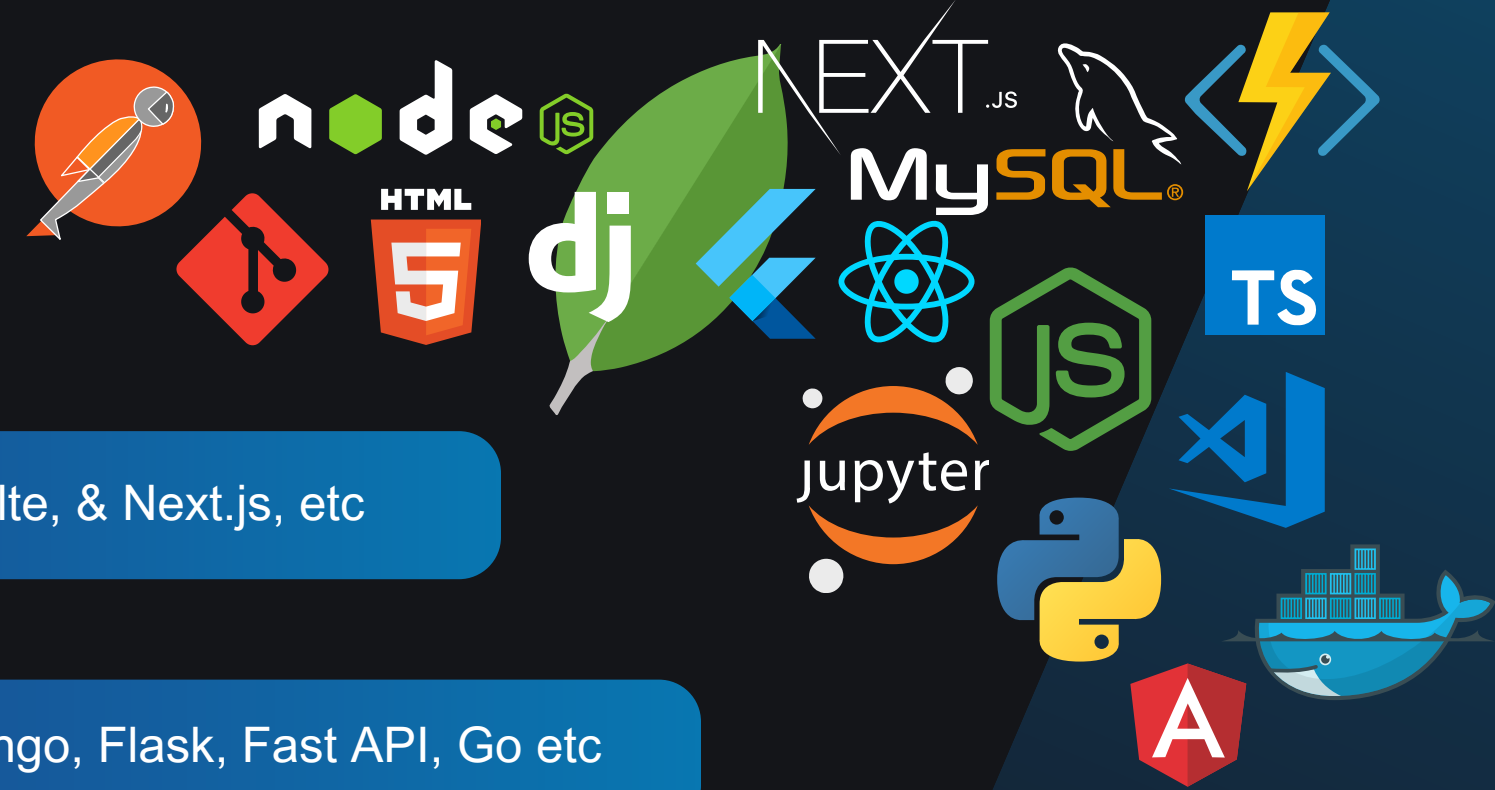 NEXT.JS
node JS
MySQL®
HTML
5
dj
TS
JS
jupyter
lte, & Next.js, etc
A
ngo, Flask, Fast API, Go etc